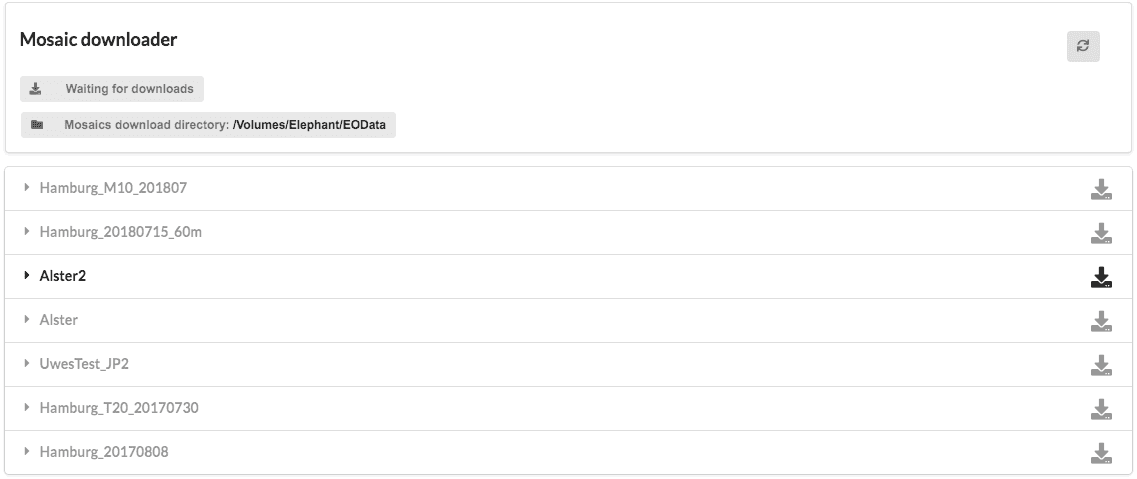 Mosaic downloader
Waiting for downloads
Mosaics download directory: /Volumes/Elephant/EOData
Hamburg_M10_201807
Hamburg_20180715_60m
Alster2
Alster
UwesTest_JP2
Hamburg_T20_20170730
Hamburg_20170808